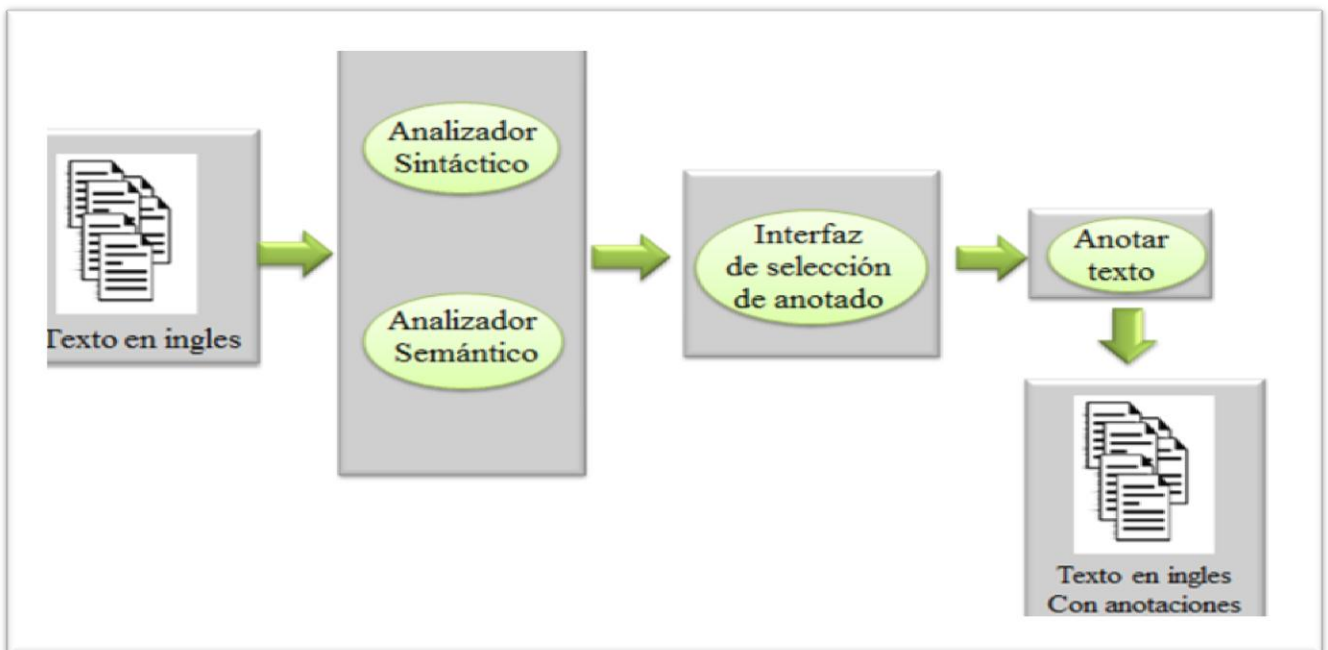 Texto en ingles
Analizador
Sintáctico
Analizador
Semántico
Interfaz
de selección
de anotado
Anotar
texto
Texto en ingles
Con anotaciones